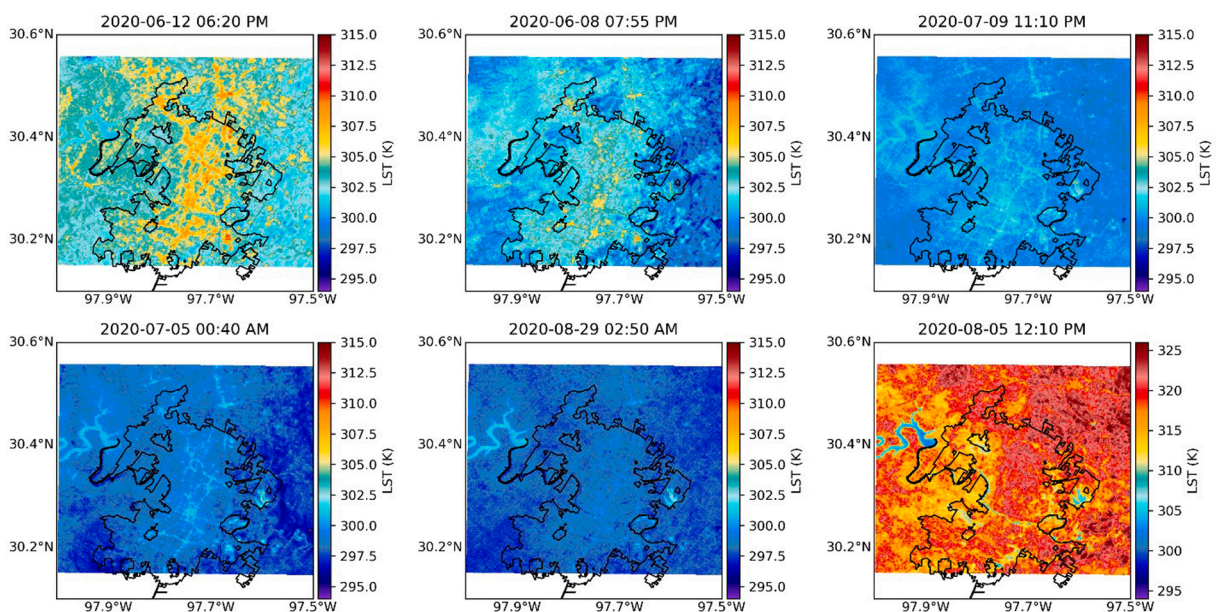 2020-06-12 06:20 PM
30.6°N
30.4°N
30.2°N
97.9°W 97.7°W 97.5°W
315.0
312.5
310.0
307.5
305.0
302.5
300.0
297.5
295.0
LST (K)
2020-06-08 07:55 PM
30.6°N
30.4°N
30.2°N
97.9°W 97.7°W 97.5°W
315.0
312.5
310.0
307.5
305.0
302.5
300.0
297.5
295.0
LST (K)
2020-07-09 11:10 PM
30.6°N
30.4°N
30.2°N
97.9°W 97.7°W 97.5°W
315.0
312.5
310.0
307.5
305.0
302.5
300.0
297.5
295.0
LST (K)
2020-07-05 00:40 AM
30.6°N
30.4°N
30.2°N
97.9°W 97.7°W 97.5°W
315.0
312.5
310.0
307.5
305.0
302.5
300.0
297.5
295.0
LST (K)
2020-08-29 02:50 AM
30.6°N
30.4°N
30.2°N
97.9°W 97.7°W 97.5°W
315.0
312.5
310.0
307.5
305.0
302.5
300.0
297.5
295.0
LST (K)
2020-08-05 12:10 PM
30.6°N
30.4°N
30.2°N
97.9°W 97.7°W 97.5°W
325
320
315
310
305
300
295
LST (K)